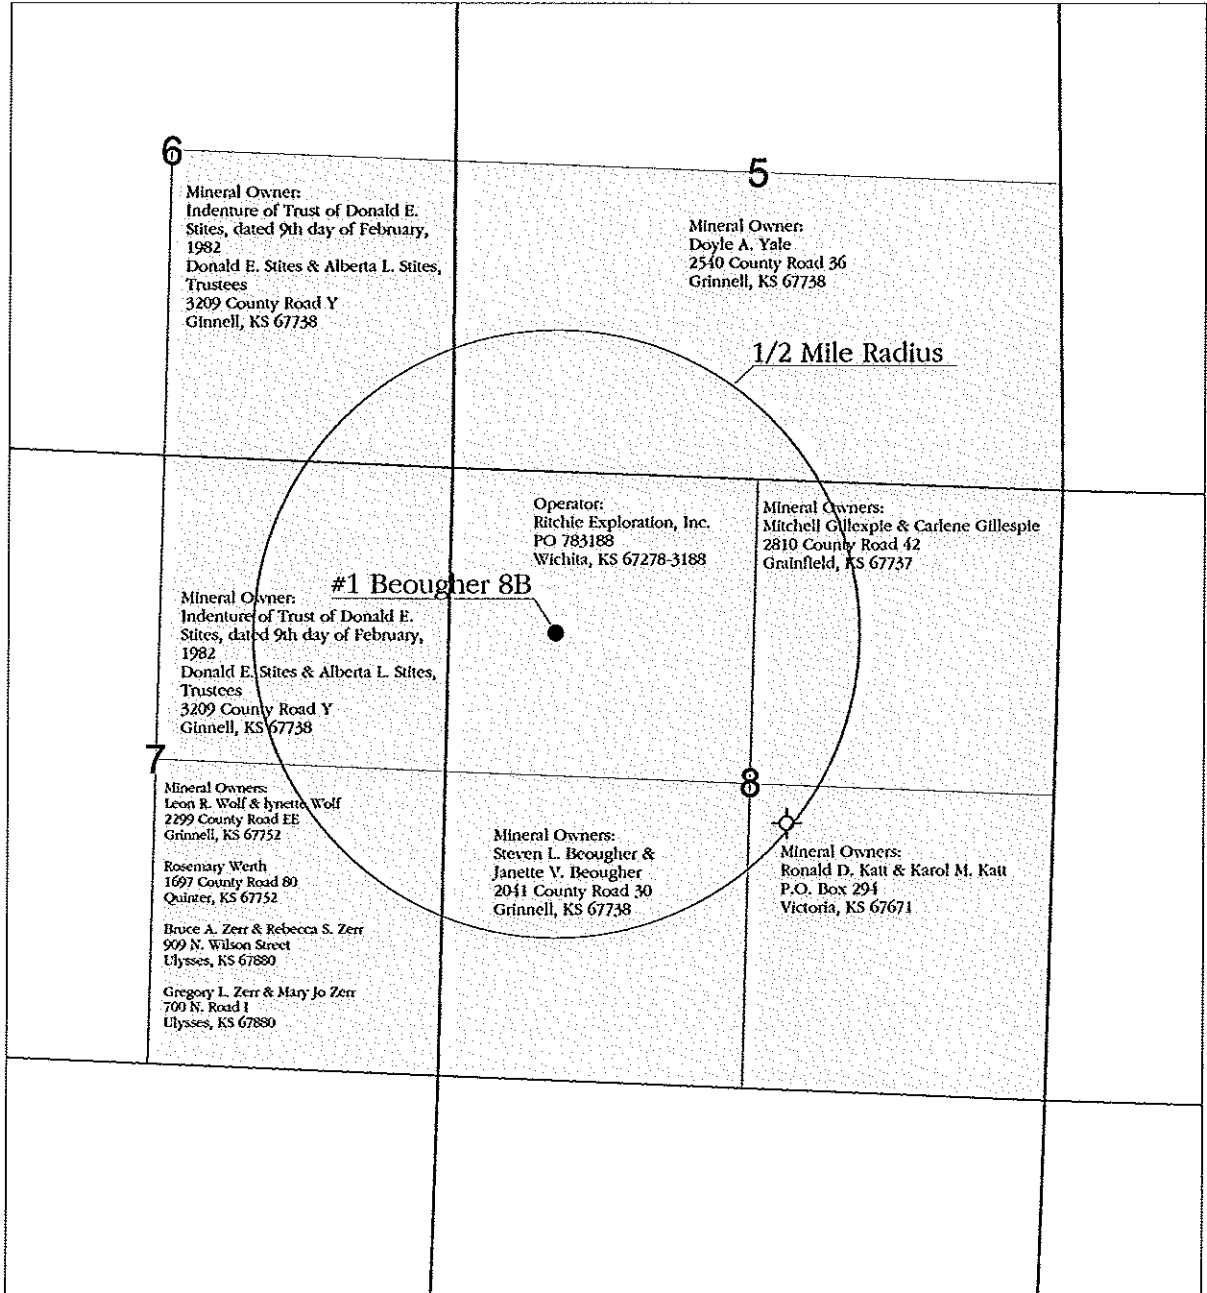 6
Mineral Owner:
Indenture of Trust of Donald E.
Stites, dated 9th day of February,
1982
Donald E. Stites & Alberta L. Stites,
Trustees
3209 County Road Y
Ginnell, KS 67738
5
Mineral Owner:
Doyle A. Yale
2540 County Road 36
Grinnell, KS 67738
1/2 Mile Radius
Operator:
Ritchie Exploration, Inc.
PO 783188
Wichita, KS 67278-3188
Mineral Owners:
Mitchell Gillexpie & Carlene Gillespie
2810 County Road 42
Grainfield, KS 67737
#1 Beougher 8B
Mineral Owner:
Indenture of Trust of Donald E.
Stites, dated 9th day of February,
1982
Donald E. Stites & Alberta L. Stites,
Trustees
3209 County Road Y
Ginnell, KS 67738
7
Mineral Owners:
Leon R. Wolf & lynette Wolf
2299 County Road EE
Grinnell, KS 67752
Rosemary Werth
1697 County Road 80
Quinter, KS 67752
Bruce A. Zerr & Rebecca S. Zerr
909 N. Wilson Street
Ulysses, KS 67880
Gregory L. Zerr & Mary Jo Zerr
700 N. Road I
Ulysses, KS 67880
8
Mineral Owners:
Steven L. Beougher &
Janette V. Beougher
2041 County Road 30
Grinnell, KS 67738
Mineral Owners:
Ronald D. Katt & Karol M. Katt
P.O. Box 294
Victoria, KS 67671